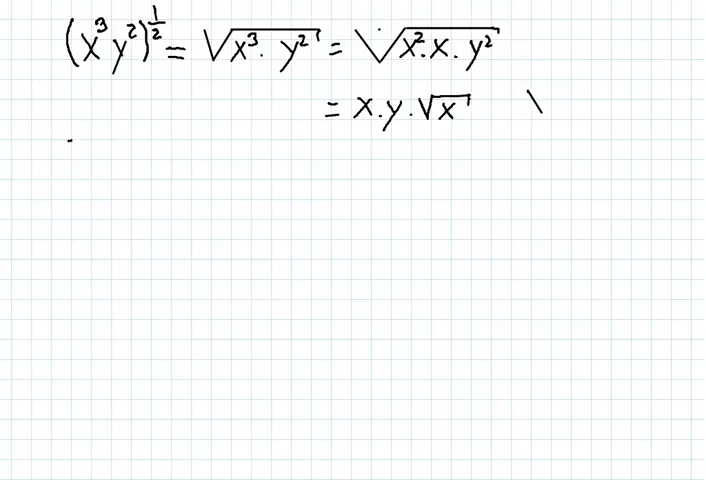 (x³y²)^(1/2) = √(x³·y²) = √(x²·x·y²)
= x·y·√x \